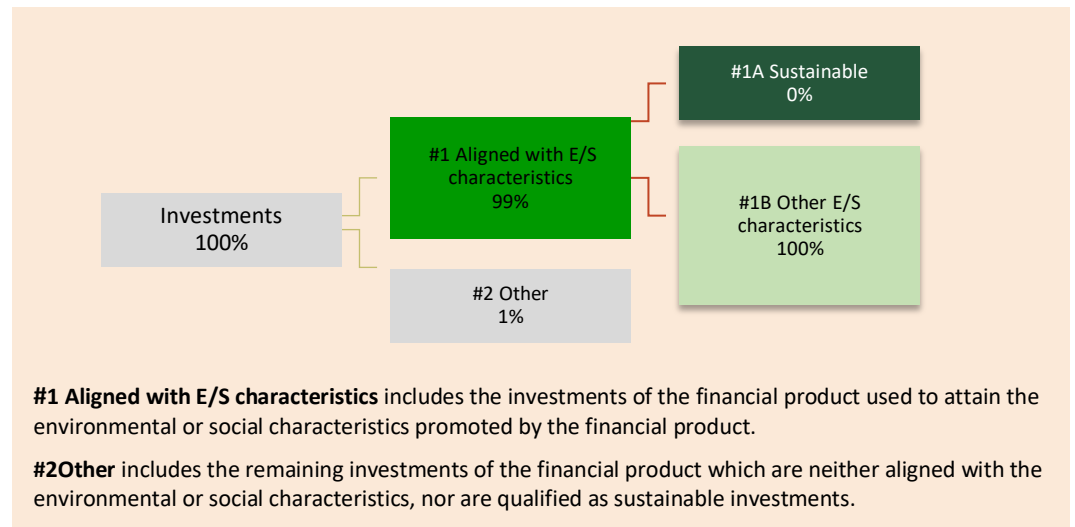 #1A Sustainable
0%
#1 Aligned with E/S
characteristics
99%
#1B Other E/S
characteristics
100%
Investments
100%
#2 Other
1%
#1 Aligned with E/S characteristics includes the investments of the financial product used to attain the
environmental or social characteristics promoted by the financial product.
#2Other includes the remaining investments of the financial product which are neither aligned with the
environmental or social characteristics, nor are qualified as sustainable investments.